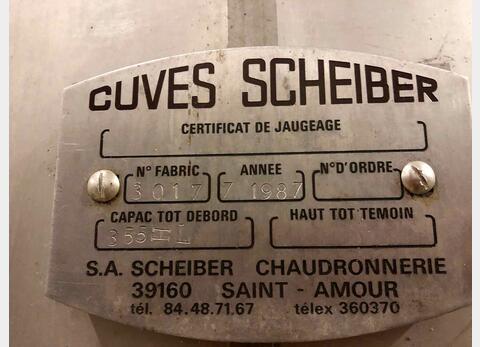 CUVES SCHEIBER
CERTIFICAT DE JAUGEAGE
N° FABRIC ANNEE N° D'ORDRE
3017 7 1987
CAPAC TOT DEBORD HAUT TOT TEMOIN
355HL
S.A. SCHEIBER CHAUDRONNERIE
39160 SAINT-AMOUR
tél. 84.48.71.67 télex 360370